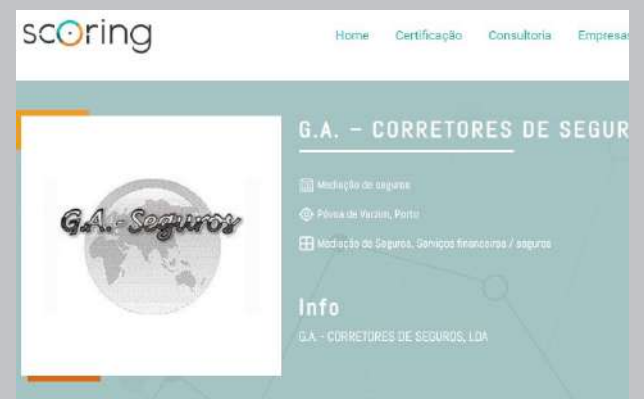 scoring
Home Certificação Consultoria Empresas
G.A. – CORRETORES DE SEGUR
G.A.-Seguros
Mediação de seguros
Póvoa de Varzim, Porto
Mediação de Seguros, Serviços financeiros / seguros
Info
G.A. - CORRETORES DE SEGUROS, LDA